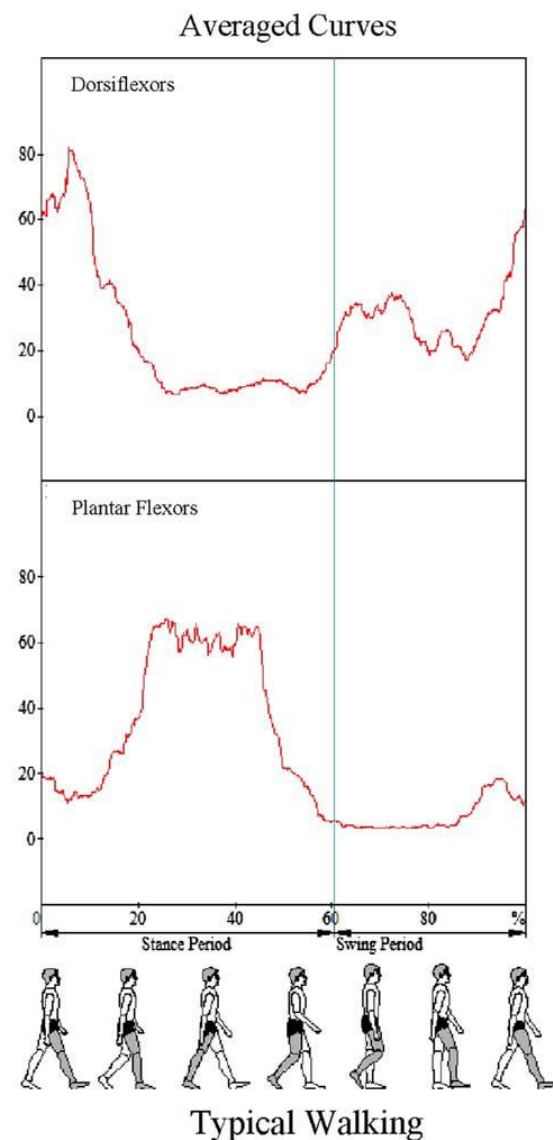 Averaged Curves
Dorsiflexors
80
60
40
20
0
Plantar Flexors
80
60
40
20
0
0 20 40 60 80 %
Stance Period Swing Period
Typical Walking